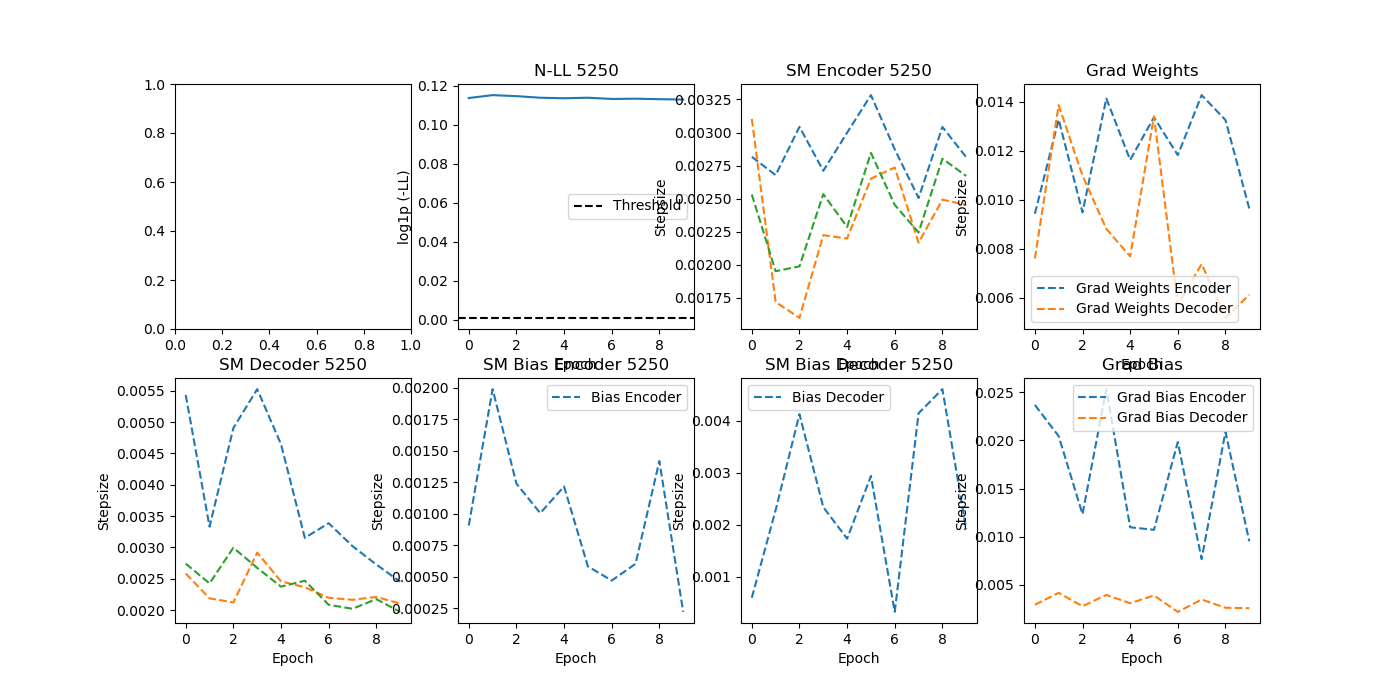 N-LL 5250
SM Encoder 5250
Grad Weights
1.0
0.8
0.6
0.4
0.2
0.0
0.0 0.2 0.4 0.6 0.8 1.0
log1p (-LL)
0.12
0.10
0.08
0.06
0.04
0.02
0.00
Threshold
0 2 4 6 8
Epoch
Stepsize
0.00325
0.00300
0.00275
0.00250
0.00225
0.00200
0.00175
0 2 4 6 8
Epoch
Stepsize
0.014
0.012
0.010
0.008
0.006
Grad Weights Encoder
Grad Weights Decoder
0 2 4 6 8
Epoch
SM Decoder 5250
SM Bias Encoder 5250
SM Bias Decoder 5250
Grad Bias
Stepsize
0.0055
0.0050
0.0045
0.0040
0.0035
0.0030
0.0025
0.0020
0 2 4 6 8
Epoch
Stepsize
0.00200
0.00175
0.00150
0.00125
0.00100
0.00075
0.00050
0.00025
Bias Encoder
0 2 4 6 8
Epoch
Stepsize
0.004
0.003
0.002
0.001
Bias Decoder
0 2 4 6 8
Epoch
Stepsize
0.025
0.020
0.015
0.010
0.005
Grad Bias Encoder
Grad Bias Decoder
0 2 4 6 8
Epoch